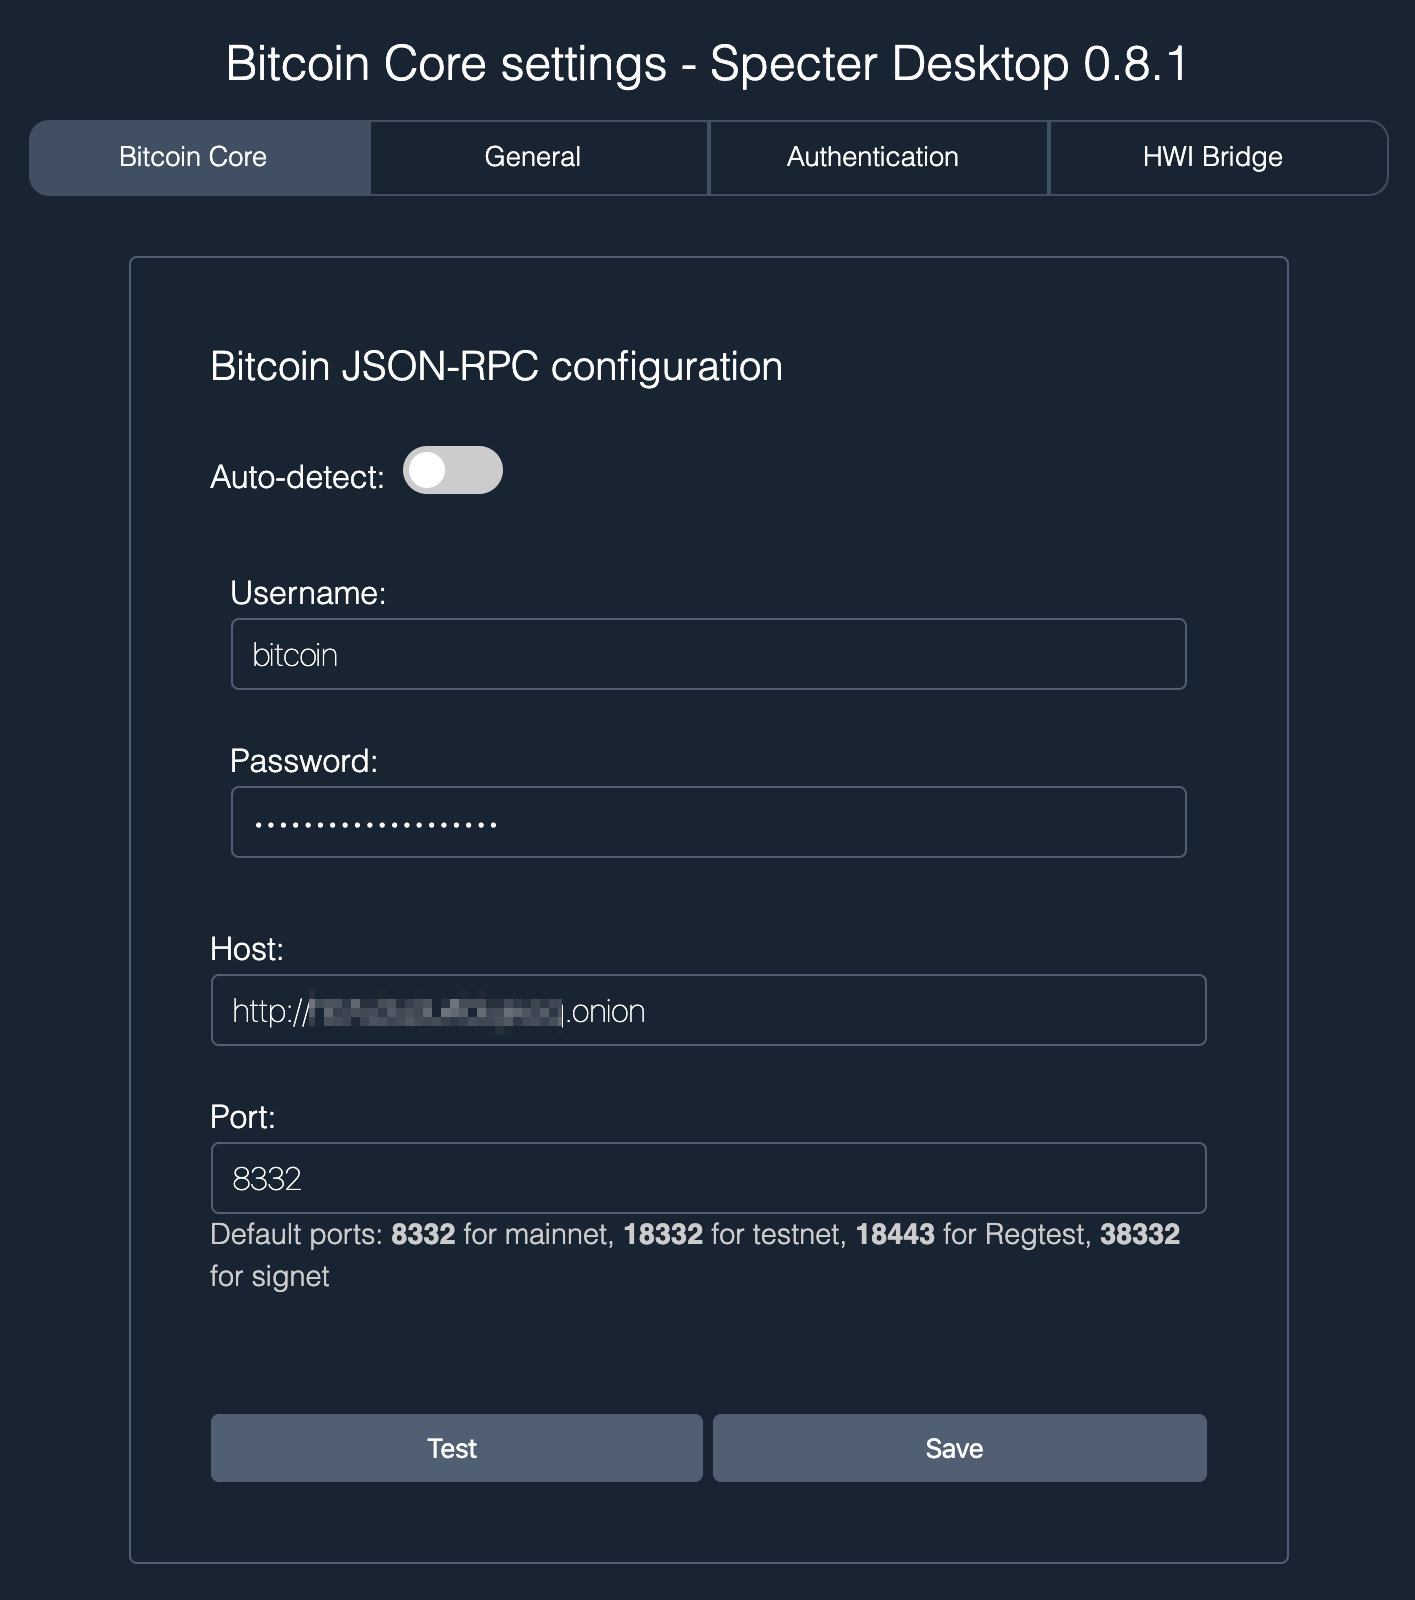 Bitcoin Core settings - Specter Desktop 0.8.1
Bitcoin Core General Authentication HWI Bridge
Bitcoin JSON-RPC configuration
Auto-detect:
Username:
bitcoin
Password:
••••••••••••••••••••
Host:
http:// .onion
Port:
8332
Default ports: 8332 for mainnet, 18332 for testnet, 18443 for Regtest, 38332
for signet
Test Save